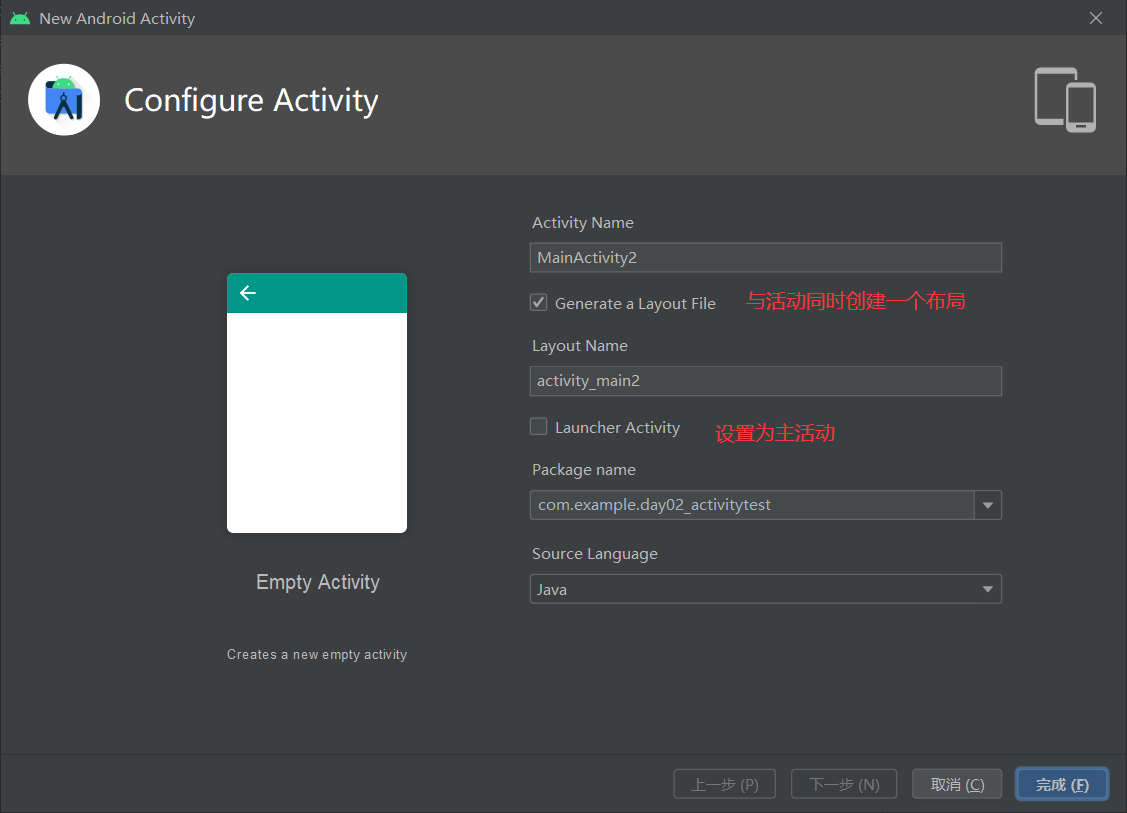 New Android Activity
Configure Activity
Activity Name
MainActivity2
Generate a Layout File 与活动同时创建一个布局
Layout Name
activity_main2
Launcher Activity 设置为主活动
Package name
com.example.day02_activitytest
Source Language
Java
Empty Activity
Creates a new empty activity
上一步 (P) 下一步 (N) 取消 (C) 完成 (F)